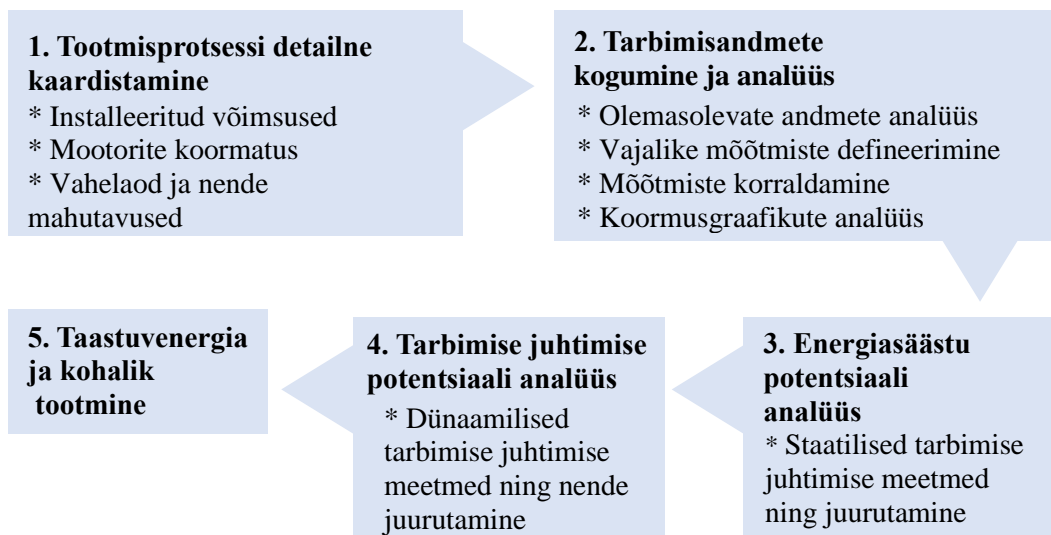 1. Tootmisprotsessi detailne
kaardistamine
* Installeeritud võimsused
* Mootorite koormatus
* Vahelaod ja nende
mahutavused
2. Tarbimisandmete
kogumine ja analüüs
* Olemasolevate andmete analüüs
* Vajalike mõõtmiste defineerimine
* Mõõtmiste korraldamine
* Koormusgraafikute analüüs
3. Energiasäästu
potentsiaali
analüüs
* Staatilised tarbimise
juhtimise meetmed
ning juurutamine
4. Tarbimise juhtimise
potentsiaali analüüs
* Dünaamilised
tarbimise juhtimise
meetmed ning nende
juurutamine
5. Taastuvenergia
ja kohalik
tootmine